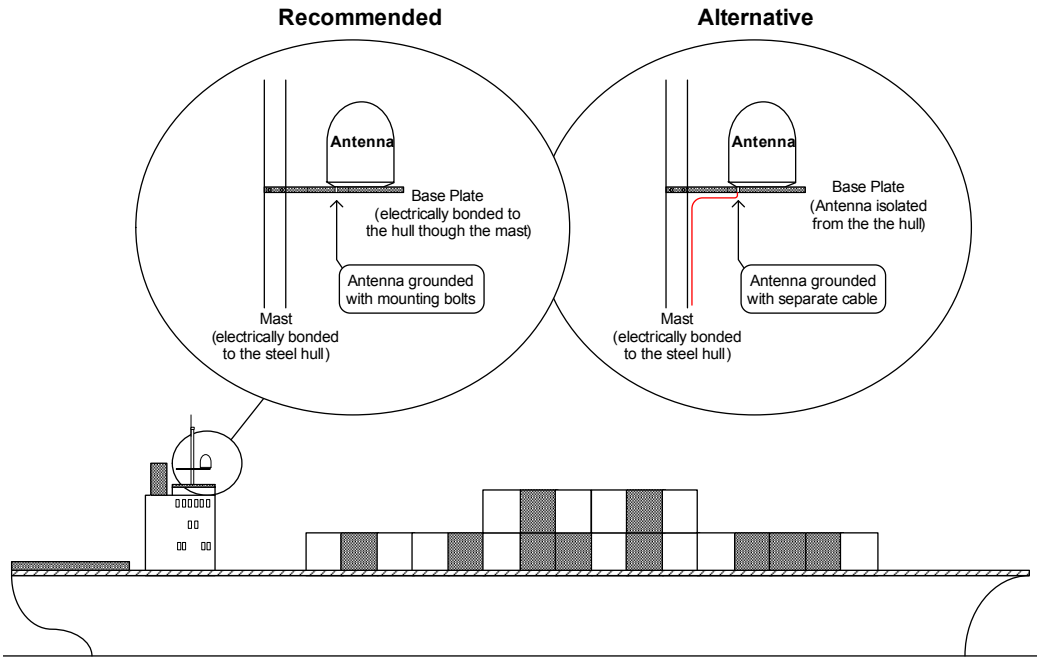 Recommended
Antenna
Base Plate
(electrically bonded to
the hull though the mast)
Antenna grounded
with mounting bolts
Mast
(electrically bonded
to the steel hull)
Alternative
Antenna
Base Plate
(Antenna isolated
from the the hull)
Antenna grounded
with separate cable
Mast
(electrically bonded
to the steel hull)